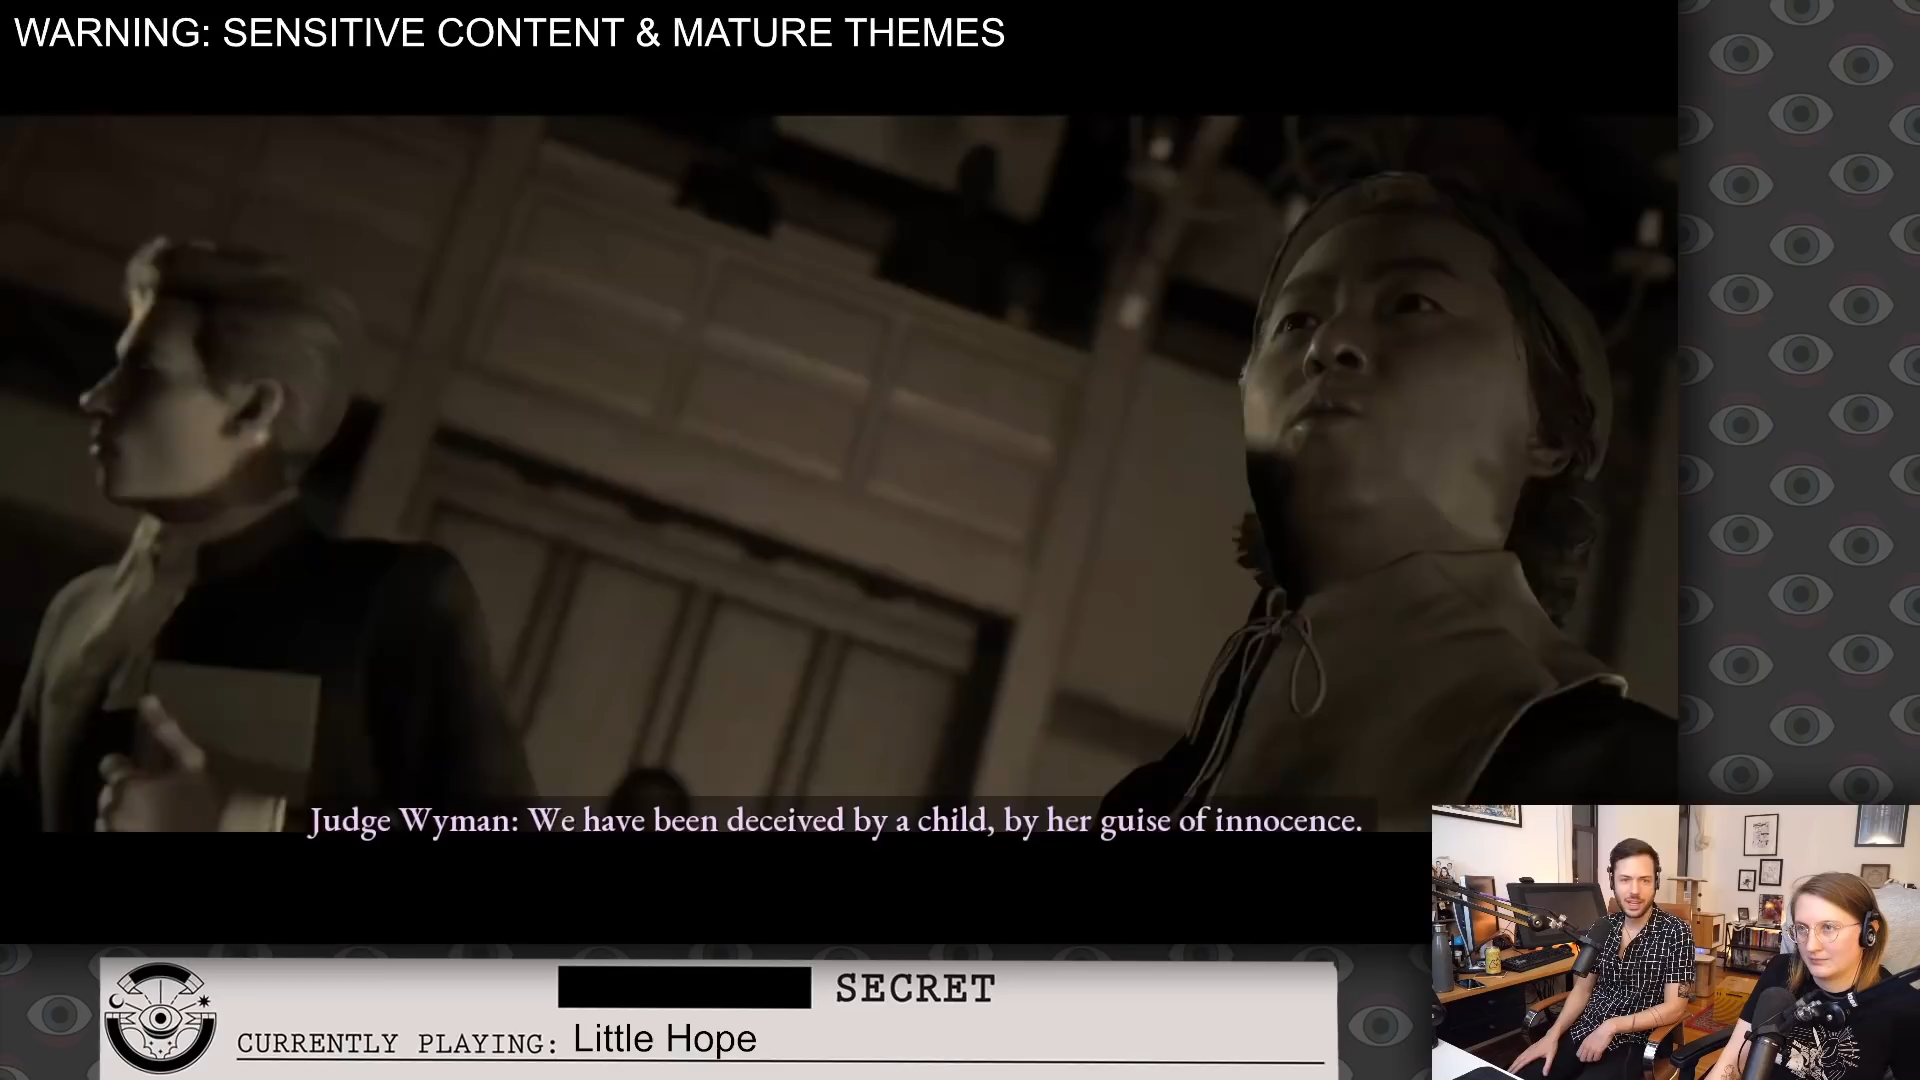 WARNING: SENSITIVE CONTENT & MATURE THEMES
Judge Wyman: We have been deceived by a child, by her guise of innocence.
SECRET
CURRENTLY PLAYING: Little Hope